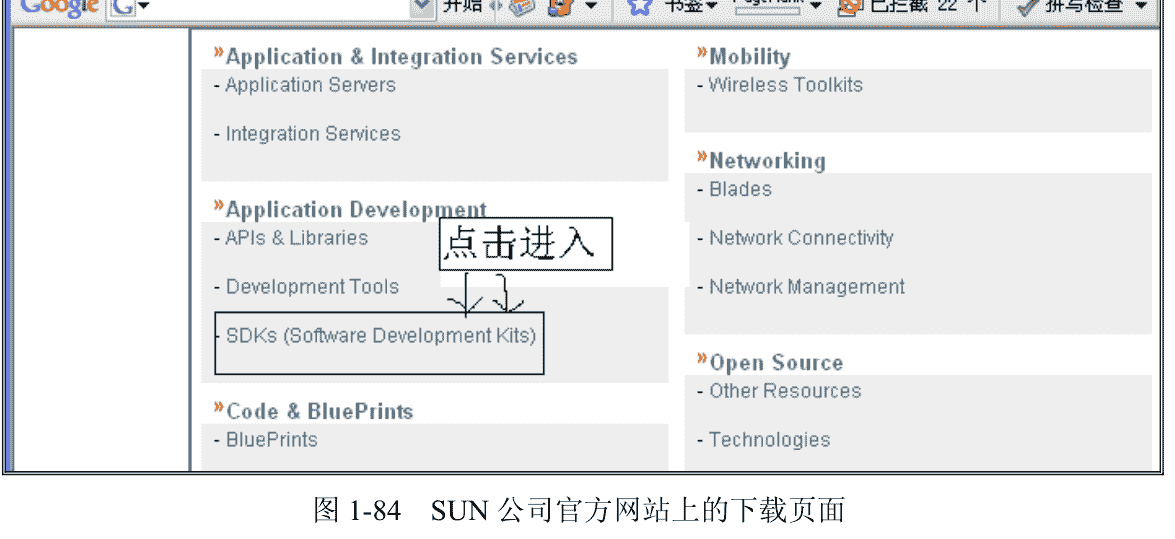 Google G 开始 书签 PageRank 已拦截 22 个 拼写检查
»Application & Integration Services
- Application Servers
- Integration Services
»Application Development
- APIs & Libraries
点击进入
- Development Tools
- SDKs (Software Development Kits)
»Code & BluePrints
- BluePrints
»Mobility
- Wireless Toolkits
»Networking
- Blades
- Network Connectivity
- Network Management
»Open Source
- Other Resources
- Technologies
图 1-84 SUN 公司官方网站上的下载页面